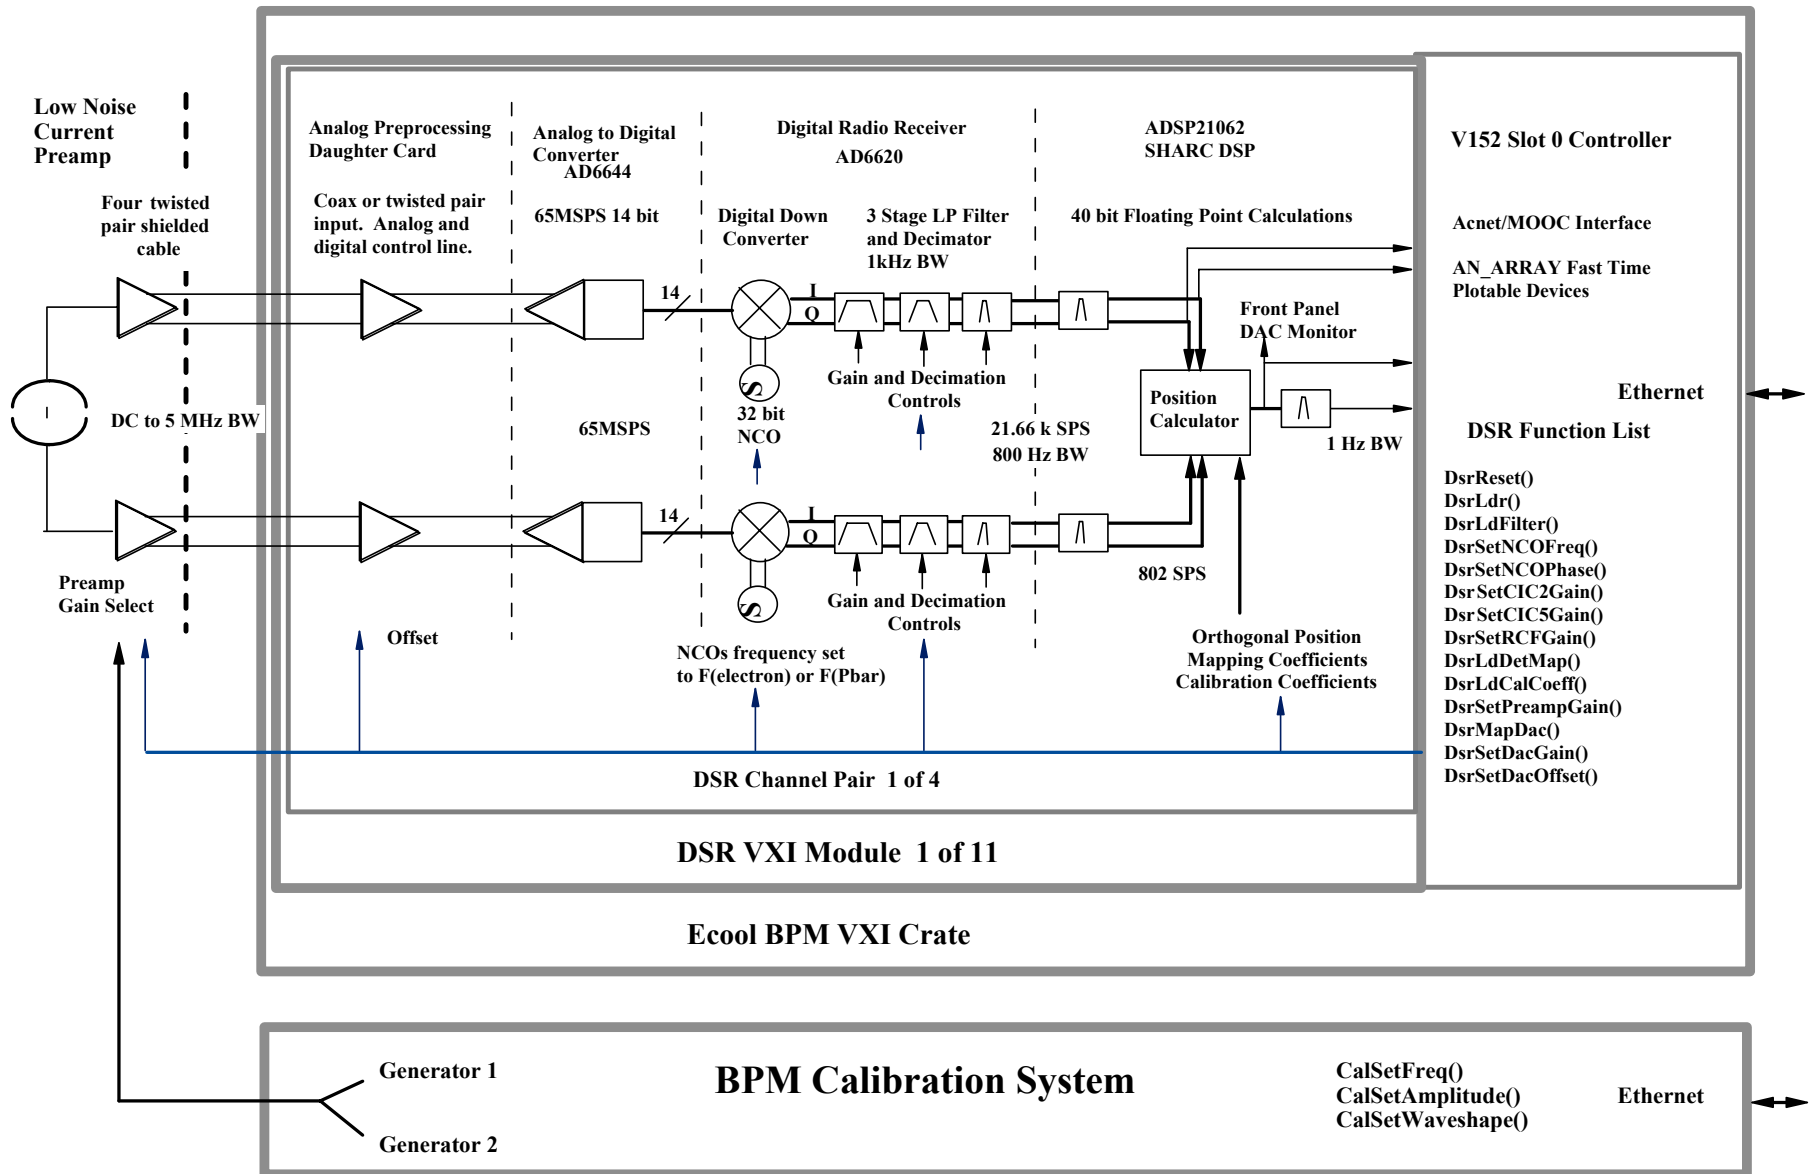 Low Noise
Current
Preamp
Four twisted
pair shielded
cable
DC to 5 MHz BW
Preamp
Gain Select
Analog Preprocessing
Daughter Card
Coax or twisted pair
input. Analog and
digital control line.
Offset
Analog to Digital
Converter
AD6644
65MSPS 14 bit
14
65MSPS
14
Digital Radio Receiver
AD6620
Digital Down
Converter
3 Stage LP Filter
and Decimator
1kHz BW
I
Q
S
32 bit
NCO
Gain and Decimation
Controls
21.66 k SPS
800 Hz BW
I
Q
S
Gain and Decimation
Controls
NCOs frequency set
to F(electron) or F(Pbar)
ADSP21062
SHARC DSP
40 bit Floating Point Calculations
Front Panel
DAC Monitor
Position
Calculator
1 Hz BW
802 SPS
Orthogonal Position
Mapping Coefficients
Calibration Coefficients
DSR Channel Pair 1 of 4
DSR VXI Module 1 of 11
Ecool BPM VXI Crate
V152 Slot 0 Controller
Acnet/MOOC Interface
AN_ARRAY Fast Time
Plotable Devices
Ethernet
DSR Function List
DsrReset()
DsrLdr()
DsrLdFilter()
DsrSetNCOFreq()
DsrSetNCOPhase()
DsrSetCIC2Gain()
DsrSetCIC5Gain()
DsrSetRCFGain()
DsrLdDetMap()
DsrLdCalCoeff()
DsrSetPreampGain()
DsrMapDac()
DsrSetDacGain()
DsrSetDacOffset()
Generator 1
Generator 2
BPM Calibration System
CalSetFreq()
CalSetAmplitude()
CalSetWaveshape()
Ethernet